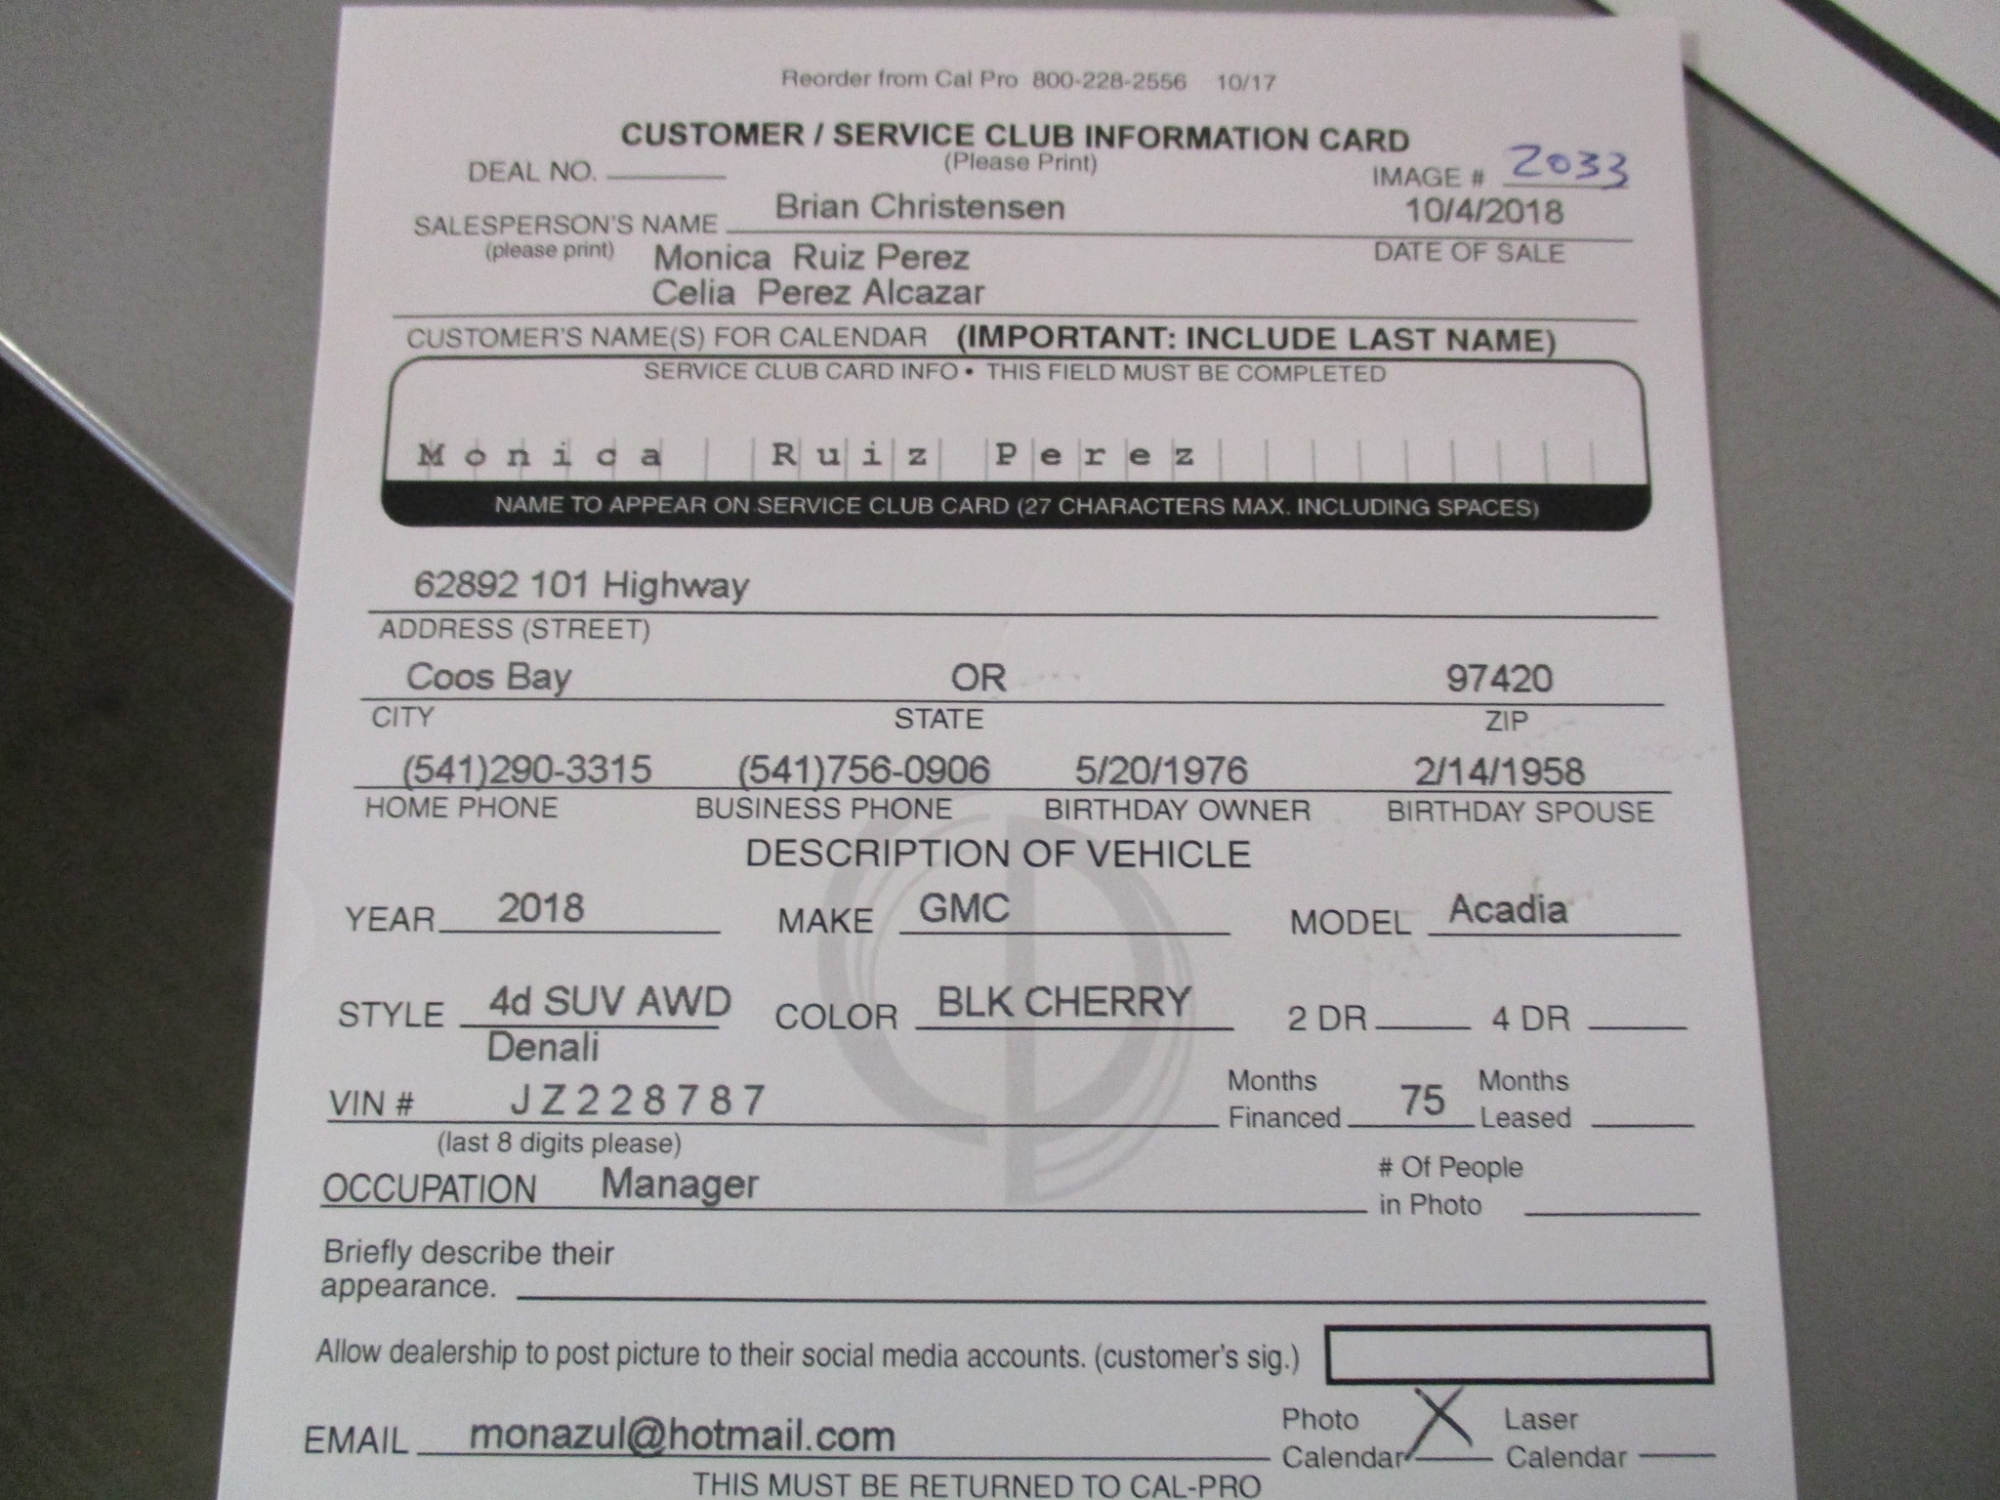 Reorder from Cal Pro 800-228-2556 10/17
CUSTOMER / SERVICE CLUB INFORMATION CARD
(Please Print)
DEAL NO.
IMAGE # 2033
SALESPERSON'S NAME Brian Christensen 10/4/2018
(please print) DATE OF SALE
Monica Ruiz Perez
Celia Perez Alcazar
CUSTOMER'S NAME(S) FOR CALENDAR (IMPORTANT: INCLUDE LAST NAME)
SERVICE CLUB CARD INFO • THIS FIELD MUST BE COMPLETED
Monica Ruiz Perez
NAME TO APPEAR ON SERVICE CLUB CARD (27 CHARACTERS MAX. INCLUDING SPACES)
62892 101 Highway
ADDRESS (STREET)
Coos Bay OR 97420
CITY STATE ZIP
(541)290-3315 (541)756-0906 5/20/1976 2/14/1958
HOME PHONE BUSINESS PHONE BIRTHDAY OWNER BIRTHDAY SPOUSE
DESCRIPTION OF VEHICLE
YEAR 2018 MAKE GMC MODEL Acadia
STYLE 4d SUV AWD COLOR BLK CHERRY 2 DR 4 DR
Denali
VIN # JZ228787 Months Financed 75 Months Leased
(last 8 digits please)
OCCUPATION Manager # Of People in Photo
Briefly describe their
appearance.
Allow dealership to post picture to their social media accounts. (customer's sig.)
EMAIL monazul@hotmail.com Photo Calendar X Laser Calendar
THIS MUST BE RETURNED TO CAL-PRO